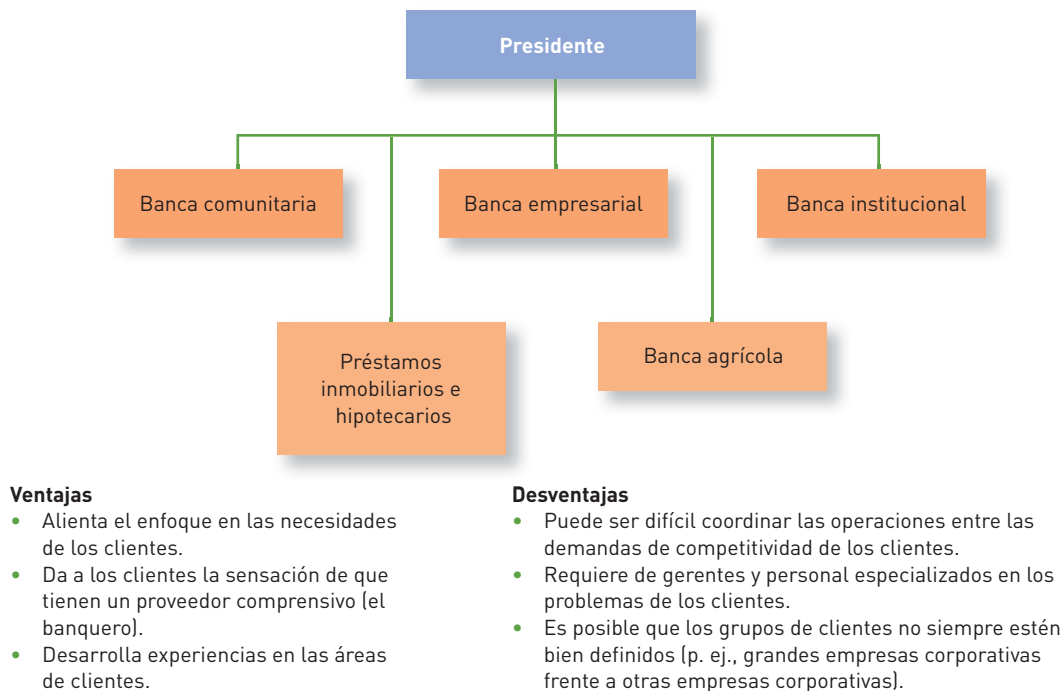 Presidente
Banca comunitaria
Banca empresarial
Banca institucional
Préstamos
inmobiliarios e
hipotecarios
Banca agrícola
Ventajas
• Alienta el enfoque en las necesidades
de los clientes.
• Da a los clientes la sensación de que
tienen un proveedor comprensivo (el
banquero).
• Desarrolla experiencias en las áreas
de clientes.
Desventajas
• Puede ser difícil coordinar las operaciones entre las
demandas de competitividad de los clientes.
• Requiere de gerentes y personal especializados en los
problemas de los clientes.
• Es posible que los grupos de clientes no siempre estén
bien definidos (p. ej., grandes empresas corporativas
frente a otras empresas corporativas).